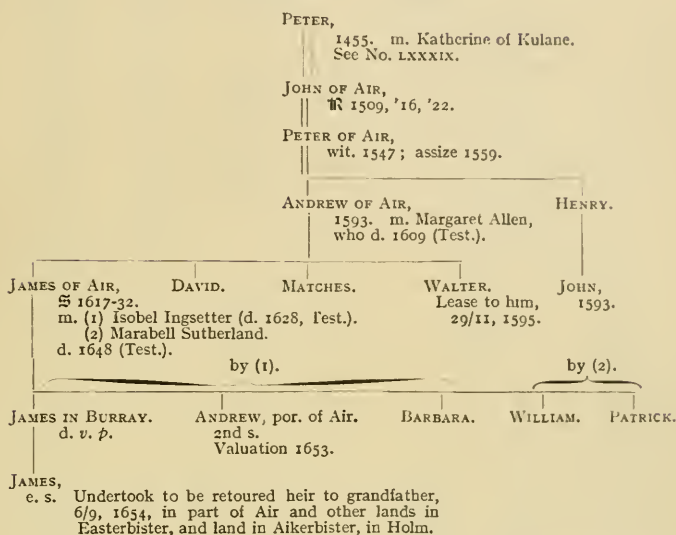 PETER,
1455. m. Katherine of Kulane.
See No. LXXXIX.
JOHN OF AIR,
R 1509, '16, '22.
PETER OF AIR,
wit. 1547; assize 1559.
ANDREW OF AIR,
1593. m. Margaret Allen,
who d. 1609 (Test.).
HENRY.
JAMES OF AIR,
S 1617-32.
m. (1) Isobel Ingsetter (d. 1628, Test.).
(2) Marabell Sutherland.
d. 1648 (Test.).
DAVID.
MATCHES.
WALTER.
Lease to him,
29/11, 1595.
JOHN,
1593.
by (1).
by (2).
JAMES IN BURRAY.
d. v. p.
ANDREW, por. of Air.
2nd s.
Valuation 1653.
BARBARA.
WILLIAM.
PATRICK.
JAMES,
e. s. Undertook to be retoured heir to grandfather,
6/9, 1654, in part of Air and other lands in
Easterbister, and land in Aikerbister, in Holm.